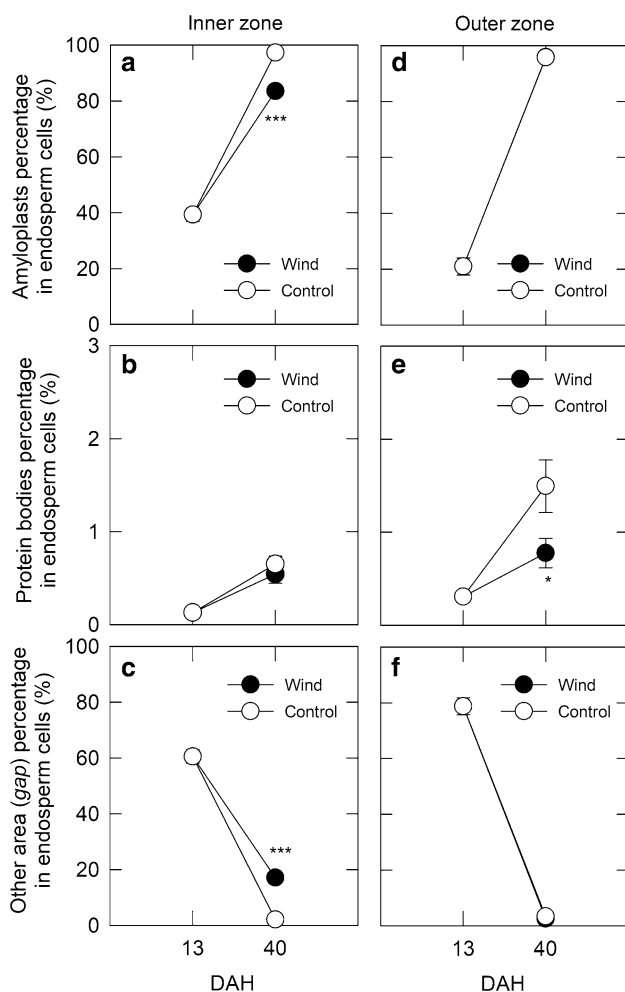 Inner zone
Outer zone
Amyloplasts percentage
in endosperm cells (%)
a
100
80
60
40
20
0
***
Wind
Control
d
Wind
Control
Protein bodies percentage
in endosperm cells (%)
b
3
2
1
0
Wind
Control
e
Wind
Control
*
Other area (gap) percentage
in endosperm cells (%)
c
100
80
60
40
20
0
Wind
Control
***
f
Wind
Control
13
40
13
40
DAH
DAH